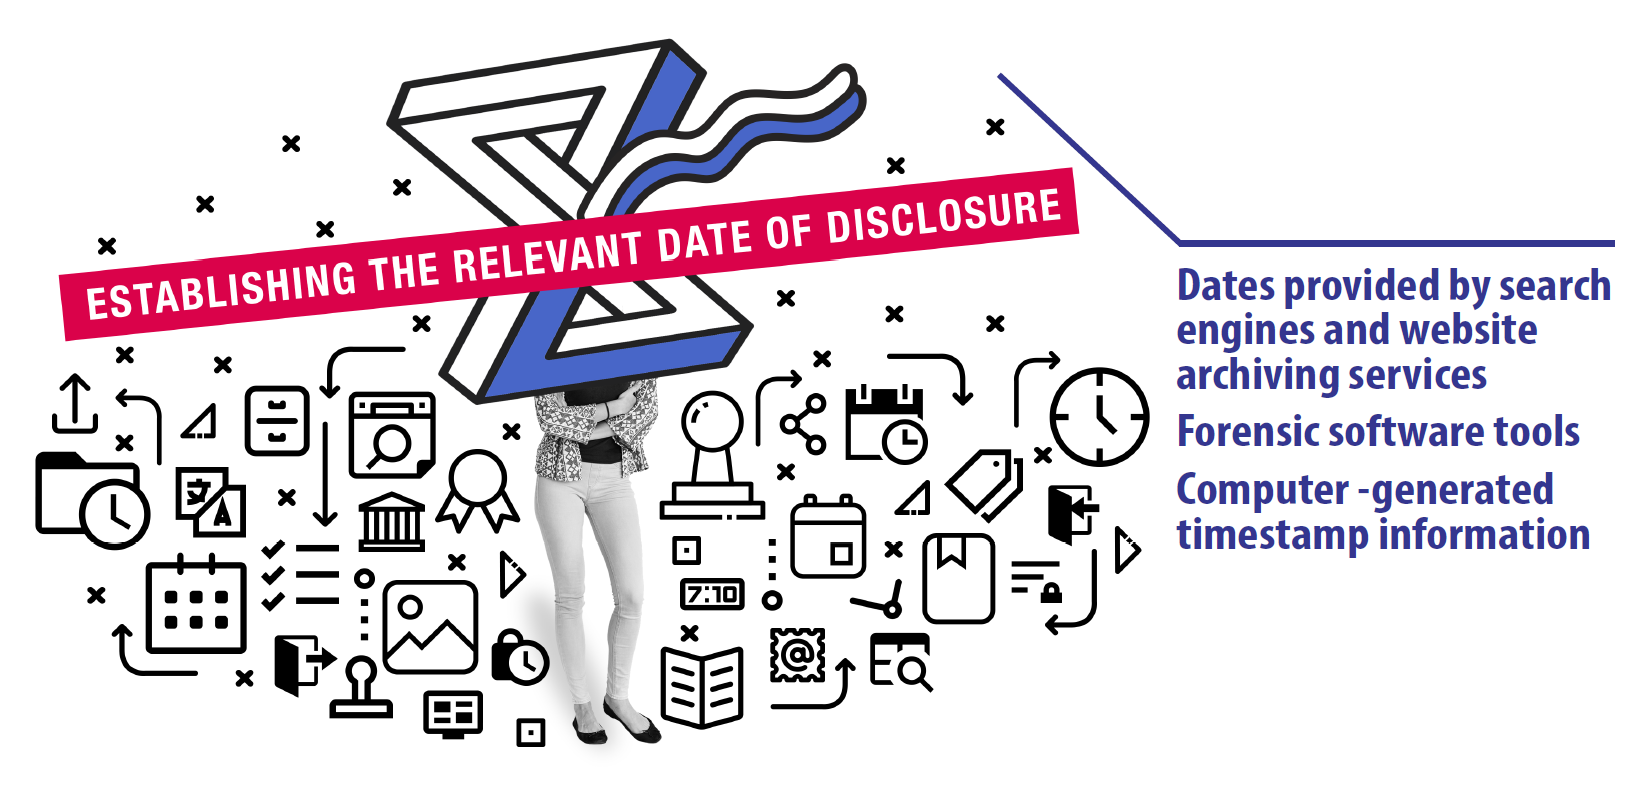 ESTABLISHING THE RELEVANT DATE OF DISCLOSURE
Dates provided by search
engines and website
archiving services
Forensic software tools
Computer -generated
timestamp information
文
A
7:10
@
E